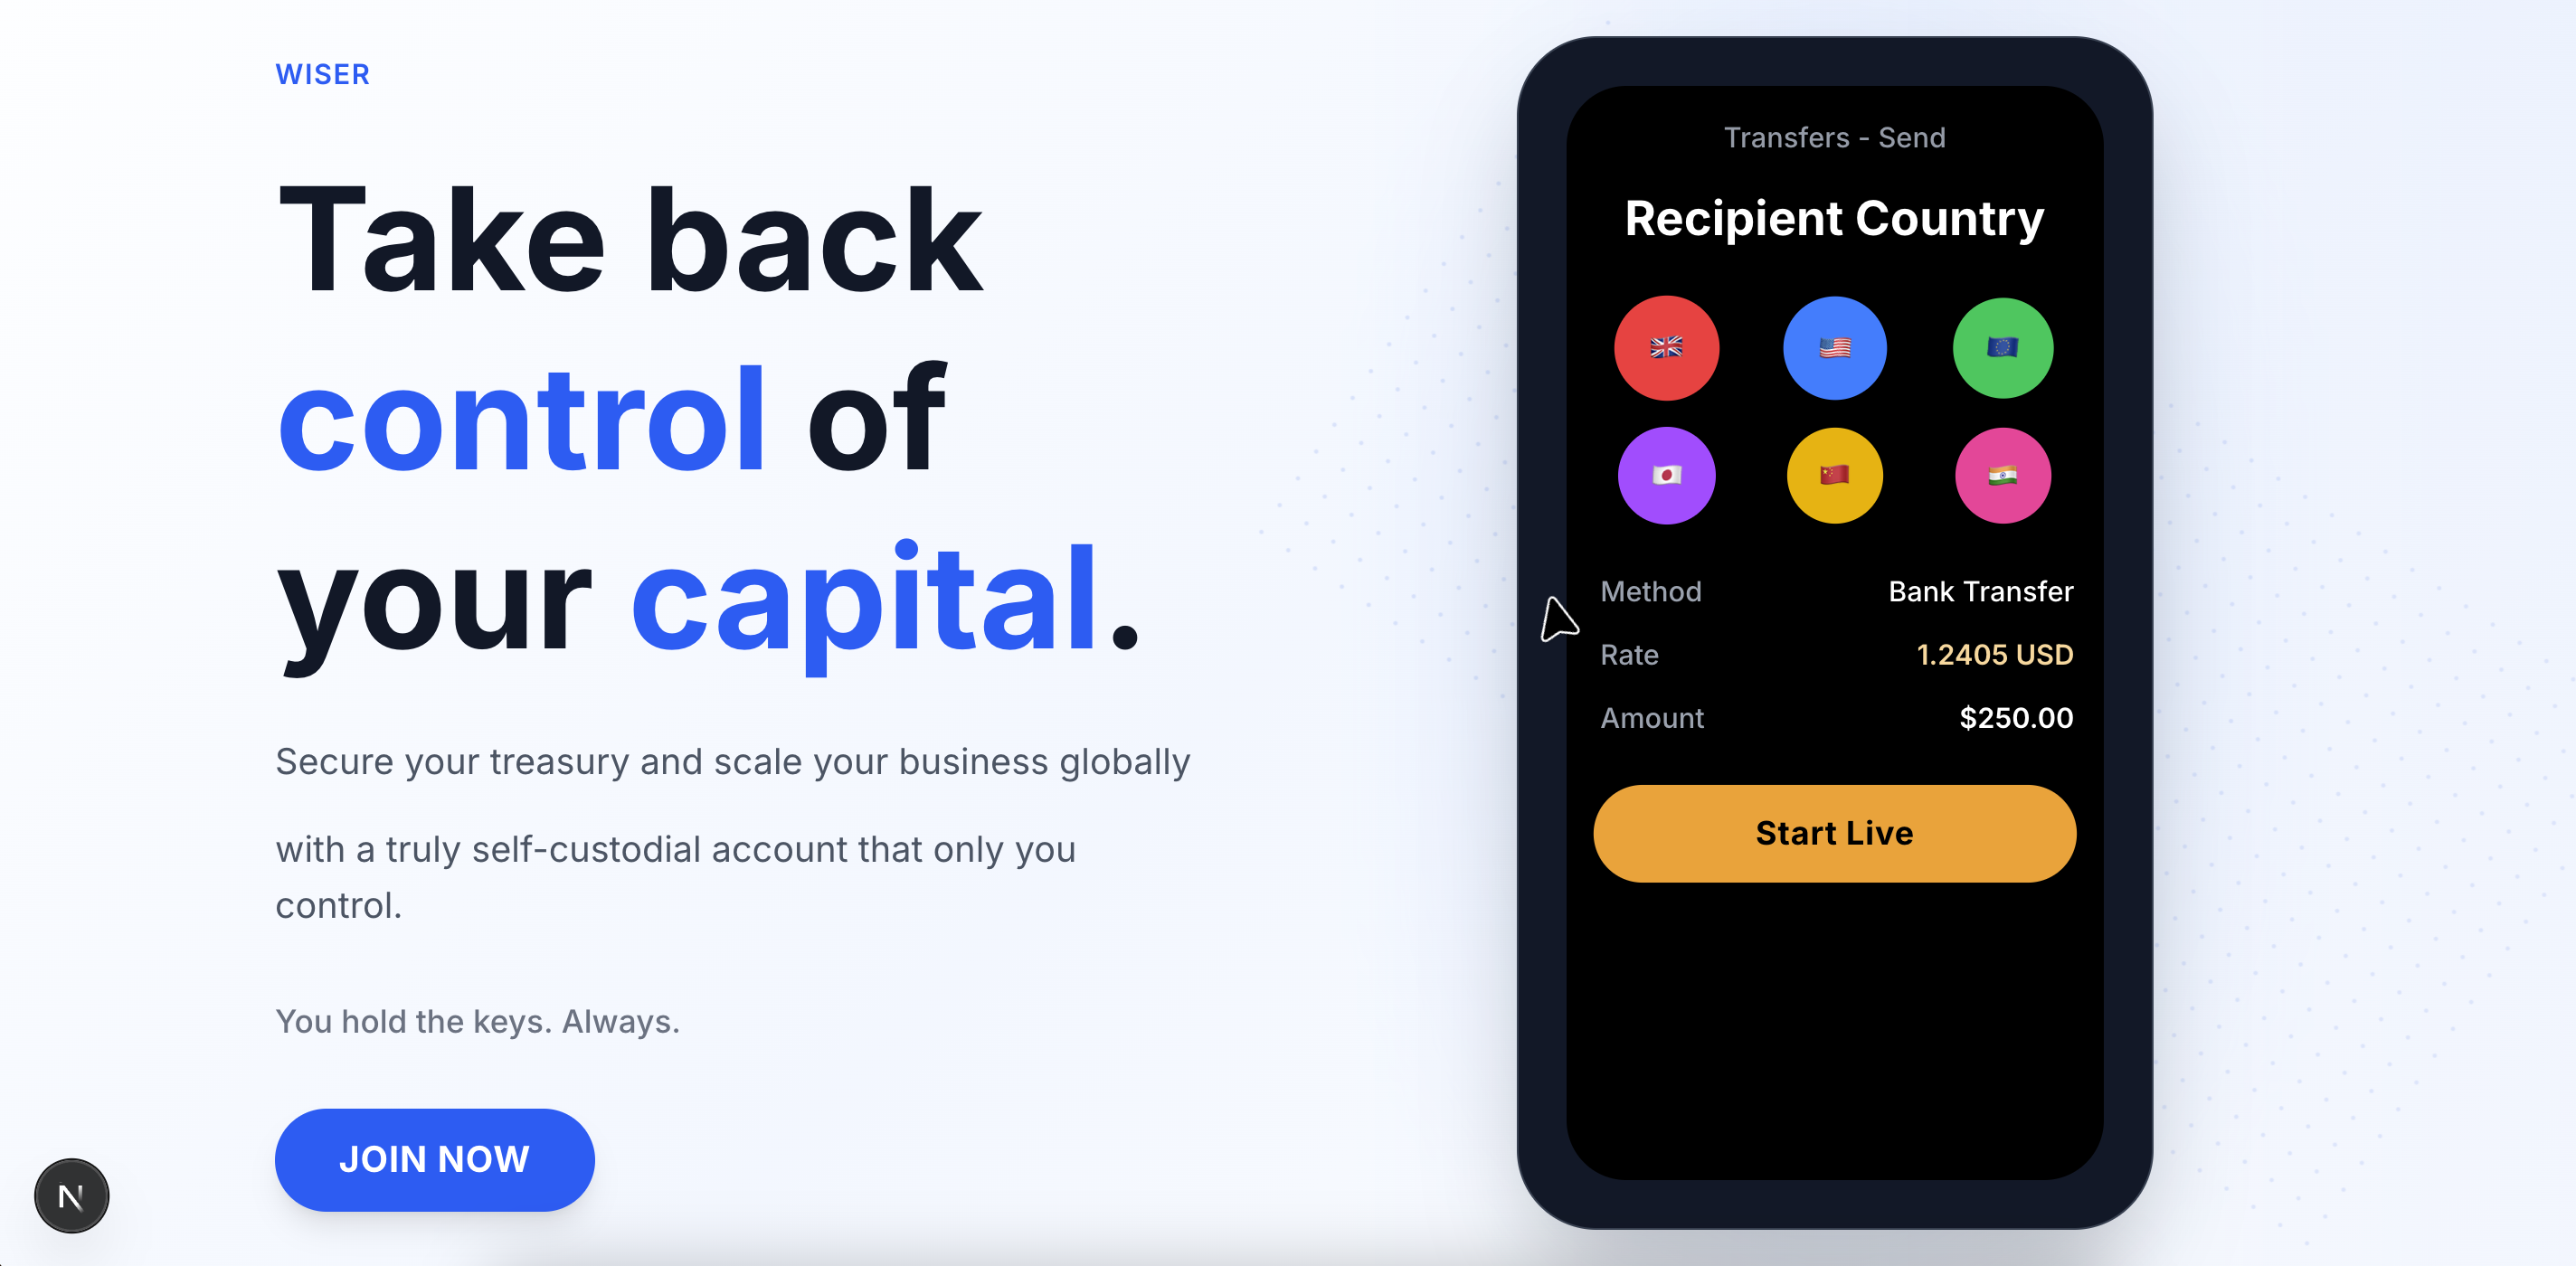 WISER
Take back
control of
your capital.
Secure your treasury and scale your business globally
with a truly self-custodial account that only you
control.
You hold the keys. Always.
JOIN NOW
N
Transfers - Send
Recipient Country
Method Bank Transfer
Rate 1.2405 USD
Amount $250.00
Start Live